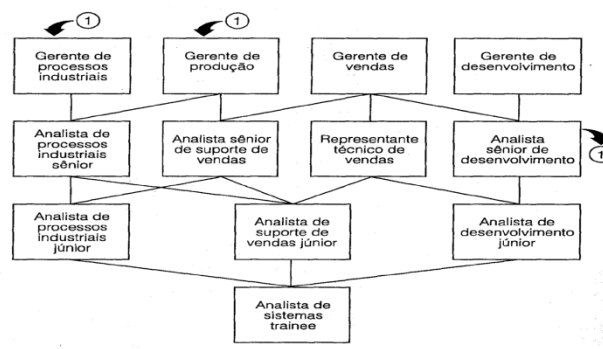 1
1
Gerente de
processos
industriais
Gerente de
produção
Gerente de
vendas
Gerente de
desenvolvimento
Analista de
processos
industriais
sênior
Analista sênior
de suporte de
vendas
Representante
técnico de
vendas
Analista
sênior de
desenvolvimento
1
Analista de
processos
industriais
júnior
Analista de
suporte de
vendas júnior
Analista de
desenvolvimento
júnior
Analista de
sistemas
trainee